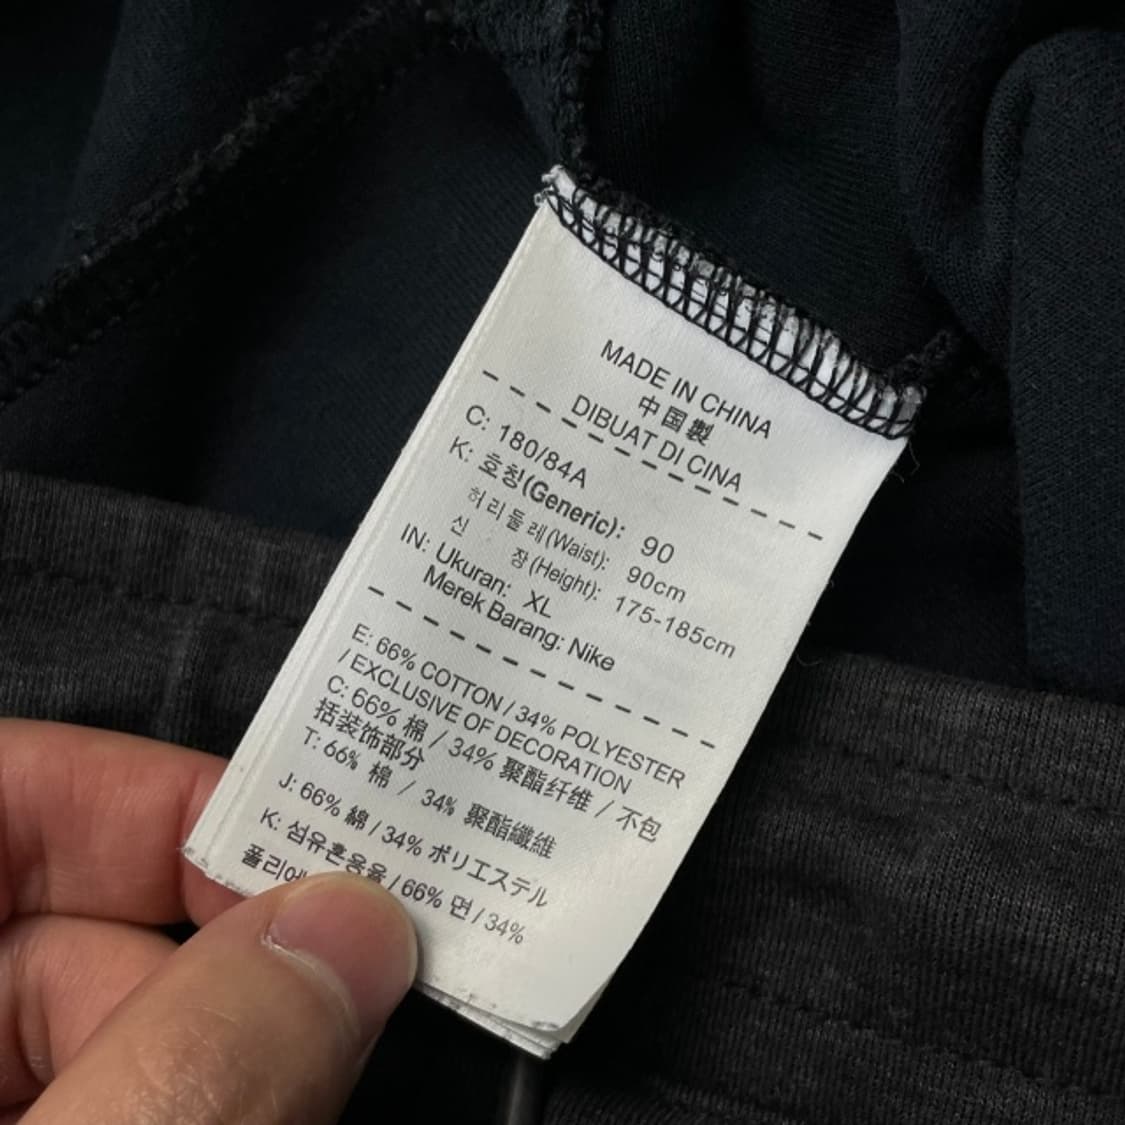 MADE IN CHINA
中国製
DIBUAT DI CINA
C: 180/84A
K: 호칭(Generic): 90
허리둘레(Waist): 90cm
신 장(Height): 175-185cm
IN: Ukuran: XL
Merek Barang: Nike
E: 66% COTTON / 34% POLYESTER
/ EXCLUSIVE OF DECORATION
C: 66% 棉 / 34% 聚酯纤维 / 不包
括装饰部分
T: 66% 棉 / 34% 聚酯纖維
J: 66% 綿 / 34% ポリエステル
K: 섬유혼용율 / 66% 면 / 34%
폴리에